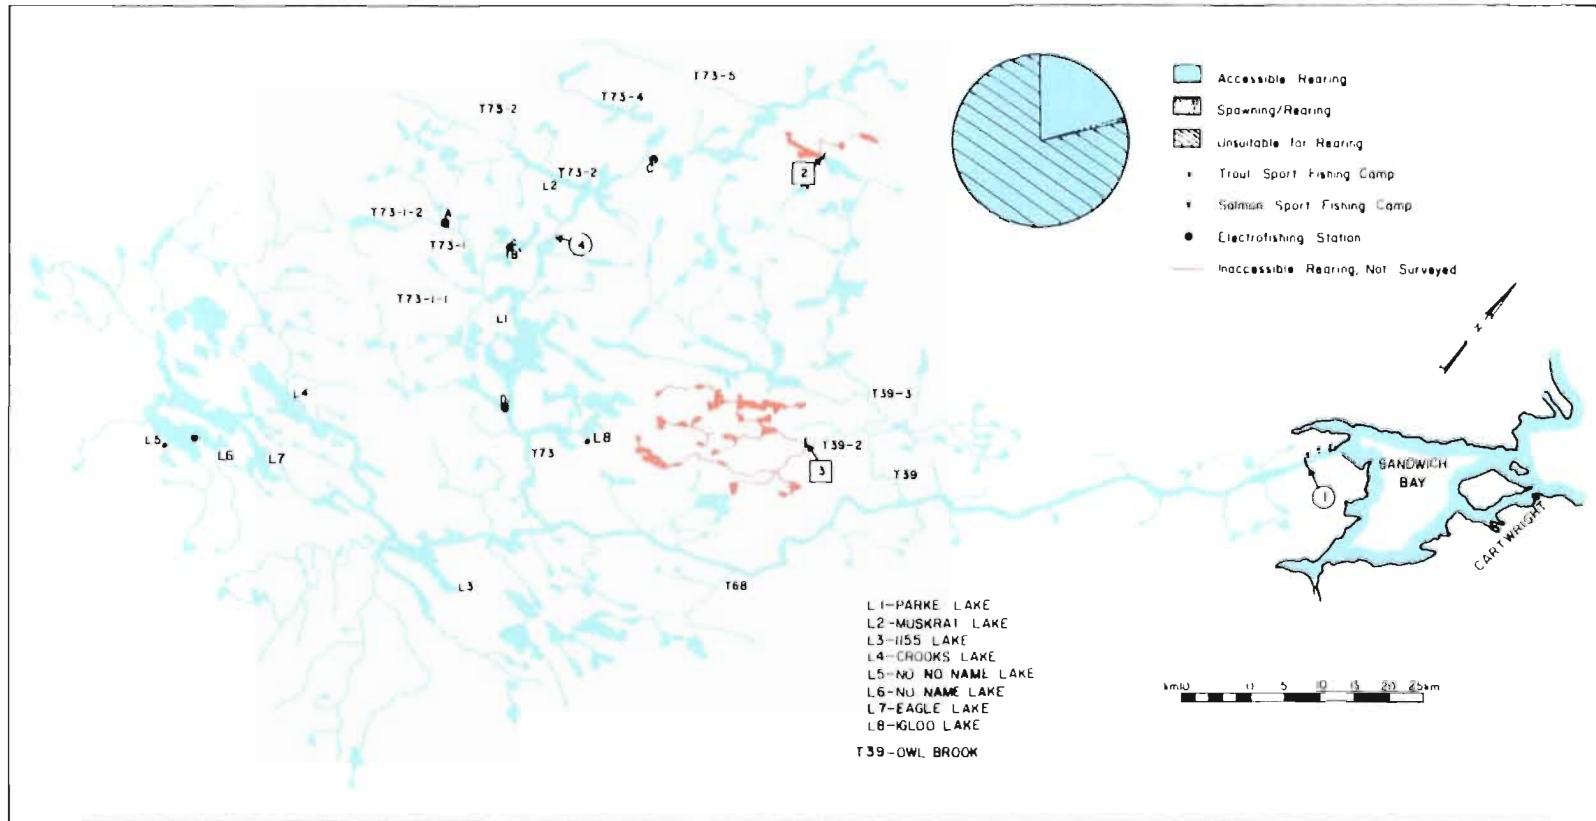 T73-5
T73-4
T73-2
Accessible Rearing
Spawning/Rearing
Unsuitable for Rearing
Trout Sport Fishing Camp
Salmon Sport Fishing Camp
Electrofishing Station
Inaccessible Rearing, Not Surveyed
C
T73-2
2
L2
T73-1-2
A
T73-1
B
4
T73-1-1
L1
N
L4
D
T39-3
L5
L6
L7
T73
L8
T39-2
3
T39
SANDWICH
BAY
1
CARTWRIGHT
L3
T68
L1-PARKE LAKE
L2-MUSKRAT LAKE
L3-1155 LAKE
L4-CROOKS LAKE
L5-NO NO NAME LAKE
L6-NO NAME LAKE
L7-EAGLE LAKE
L8-IGLOO LAKE
T39-OWL BROOK
km10 0 5 10 15 20 25km